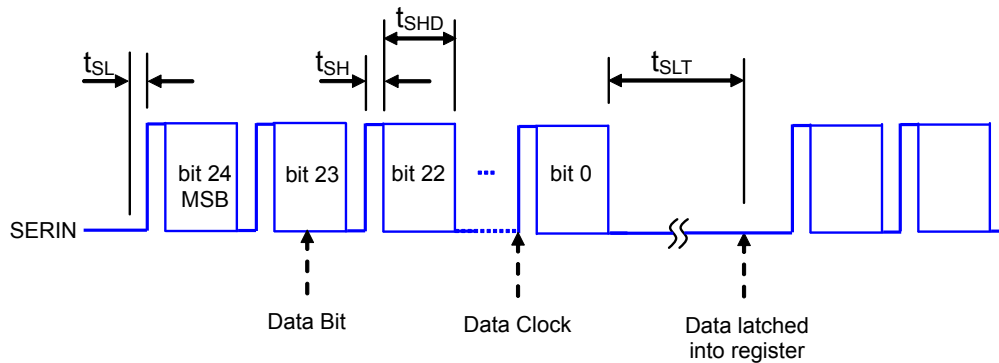 tSHD
tSL
tSH
tSLT
bit 24
MSB
bit 23
bit 22
...
bit 0
SERIN
Data Bit
Data Clock
Data latched
into register